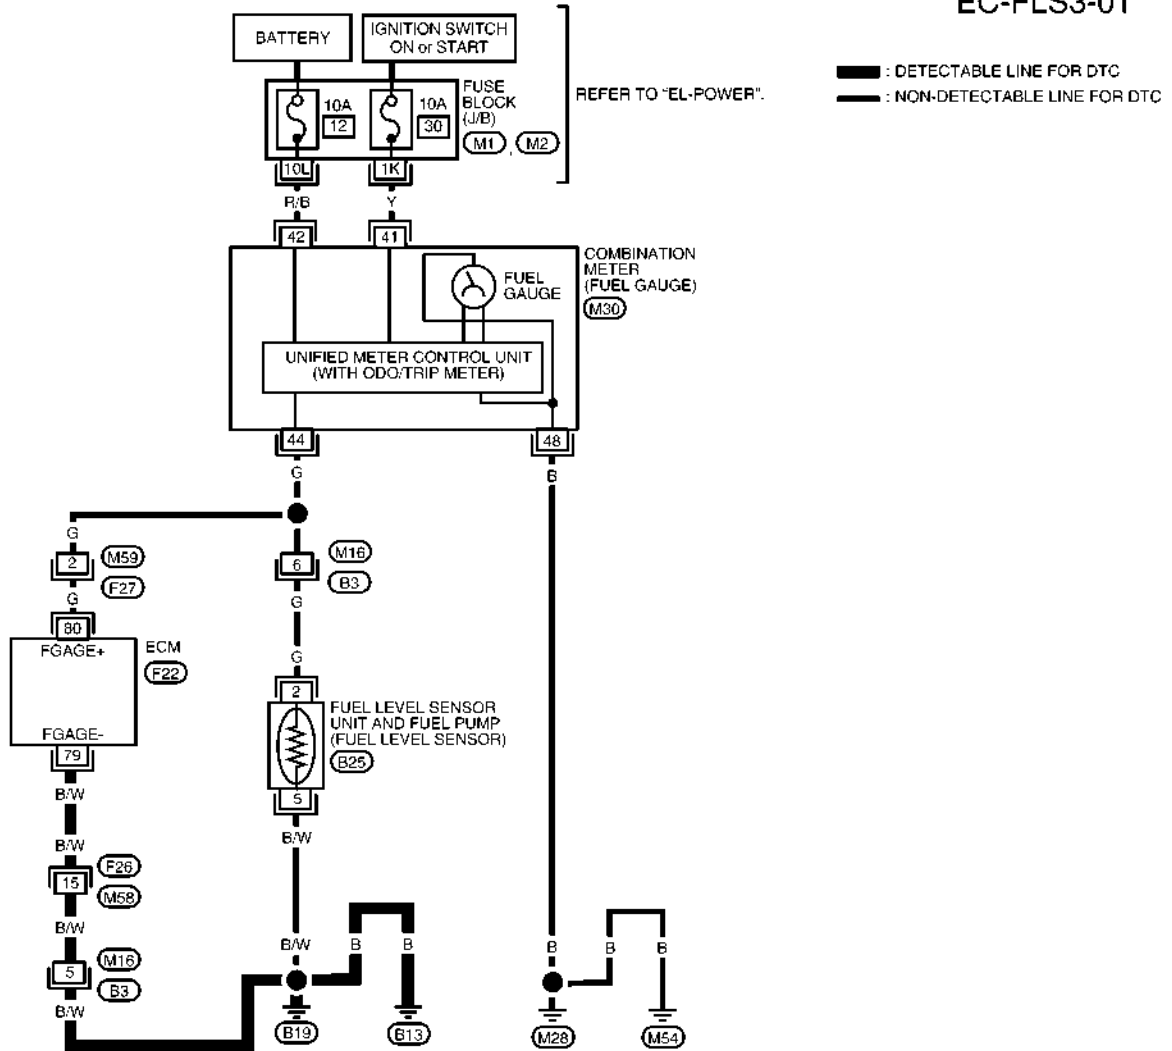 EC-FLS3-01
BATTERY
IGNITION SWITCH
ON or START
: DETECTABLE LINE FOR DTC
: NON-DETECTABLE LINE FOR DTC
REFER TO "EL-POWER".
10A
12
10A
30
FUSE
BLOCK
(J/B)
M1 , M2
10L
1K
R/B
Y
42
41
COMBINATION
METER
(FUEL GAUGE)
M30
FUEL
GAUGE
UNIFIED METER CONTROL UNIT
(WITH ODO/TRIP METER)
44
48
G
B
G
2
M59
F27
G
6
M16
B3
G
80
FGAGE+
ECM
F22
FGAGE-
79
G
2
FUEL LEVEL SENSOR
UNIT AND FUEL PUMP
(FUEL LEVEL SENSOR)
B25
5
B/W
B/W
B/W
15
F26
M58
B/W
5
M16
B3
B/W
B/W
B
B
B
B
B
B19
B13
M28
M54